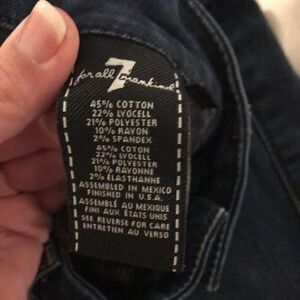 7
for all mankind
45% COTTON
22% LYOCELL
21% POLYESTER
10% RAYON
2% SPANDEX
45% COTON
22% LYOCELL
21% POLYESTER
10% RAYONNE
2% ÉLASTHANNE
ASSEMBLED IN MEXICO
FINISHED IN U.S.A.
ASSEMBLÉ AU MEXIQUE
FINI AUX ÉTATS UNIS
SEE REVERSE FOR CARE
ENTRETIEN AU VERSO